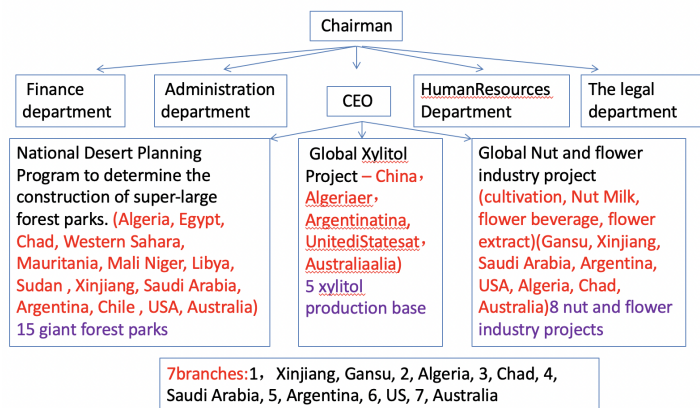 Chairman
Finance
department
Administration
department
CEO
HumanResources
Department
The legal
department
National Desert Planning
Program to determine the
construction of super-large
forest parks. (Algeria, Egypt,
Chad, Western Sahara,
Mauritania, Mali Niger, Libya,
Sudan , Xinjiang, Saudi Arabia,
Argentina, Chile , USA, Australia)
15 giant forest parks
Global Xylitol
Project – China，
Algeriaer，
Argentinatina,
UnitediStatesat，
Australiaalia)
5 xylitol
production base
Global Nut and flower
industry project
(cultivation, Nut Milk,
flower beverage, flower
extract)(Gansu, Xinjiang,
Saudi Arabia, Argentina,
USA, Algeria, Chad,
Australia)8 nut and flower
industry projects
7branches:1，Xinjiang, Gansu, 2, Algeria, 3, Chad, 4,
Saudi Arabia, 5, Argentina, 6, US, 7, Australia